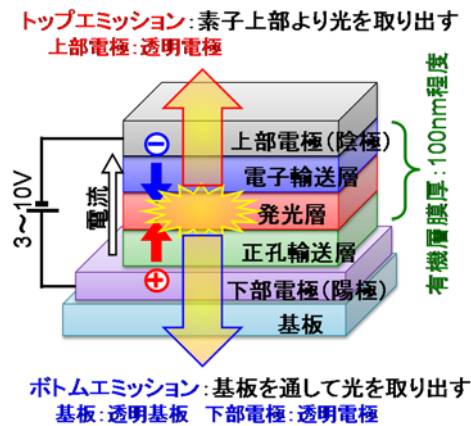 トップエミッション:素子上部より光を取り出す
上部電極:透明電極
上部電極(陰極)
電子輸送層
発光層
正孔輸送層
下部電極(陽極)
基板
⊖
⊕
電流
3~10V
有機層膜厚:100nm程度
ボトムエミッション:基板を通して光を取り出す
基板:透明基板 下部電極:透明電極